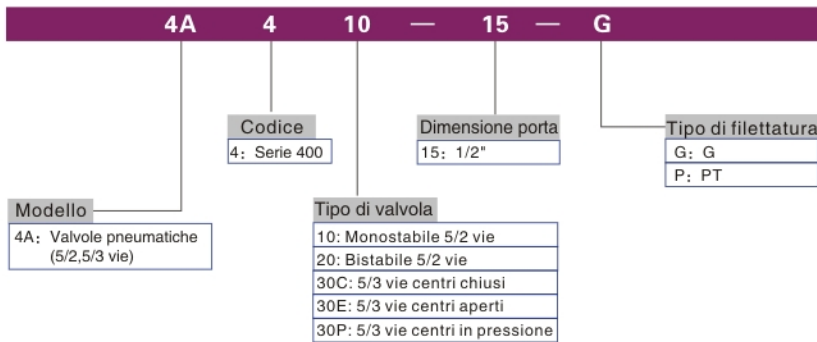 4A 4 10 — 15 — G
Codice
4: Serie 400
Dimensione porta
15: 1/2"
Tipo di filettatura
G: G
P: PT
Modello
4A: Valvole pneumatiche
(5/2,5/3 vie)
Tipo di valvola
10: Monostabile 5/2 vie
20: Bistabile 5/2 vie
30C: 5/3 vie centri chiusi
30E: 5/3 vie centri aperti
30P: 5/3 vie centri in pressione